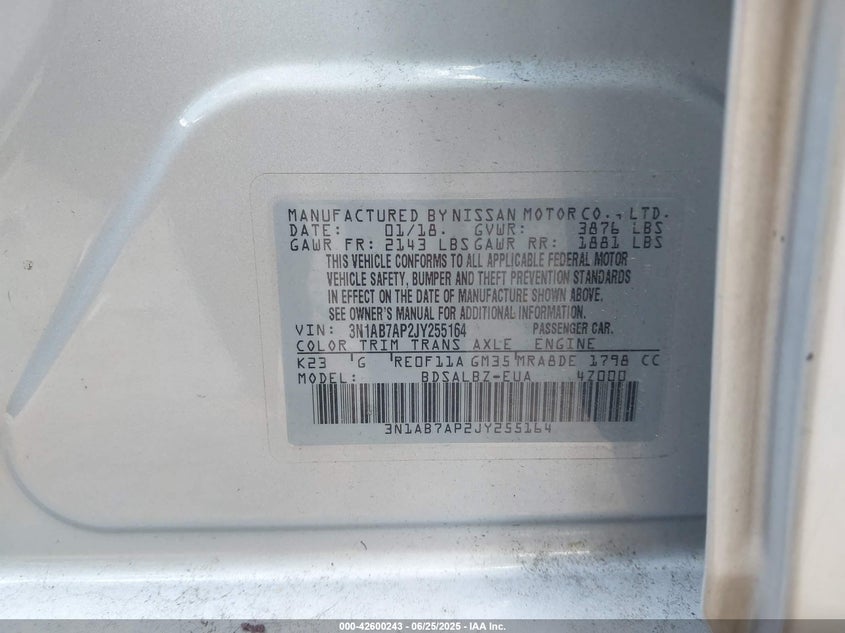 MANUFACTURED BY NISSAN MOTOR CO., LTD.
DATE: 01/18. GVWR: 3876 LBS
GAWR FR: 2143 LBS GAWR RR: 1881 LBS
THIS VEHICLE CONFORMS TO ALL APPLICABLE FEDERAL MOTOR
VEHICLE SAFETY, BUMPER AND THEFT PREVENTION STANDARDS
IN EFFECT ON THE DATE OF MANUFACTURE SHOWN ABOVE.
SEE OWNER'S MANUAL FOR ADDITIONAL INFORMATION.
VIN: 3N1AB7AP2JY255164 PASSENGER CAR.
COLOR TRIM TRANS AXLE ENGINE
K23 G RE0F11A GM35 MRA8DE 1798 CC
MODEL: BDSALBZ-EUA 4Z000
3N1AB7AP2JY255164
000-42600243 - 06/25/2025 - IAA Inc.